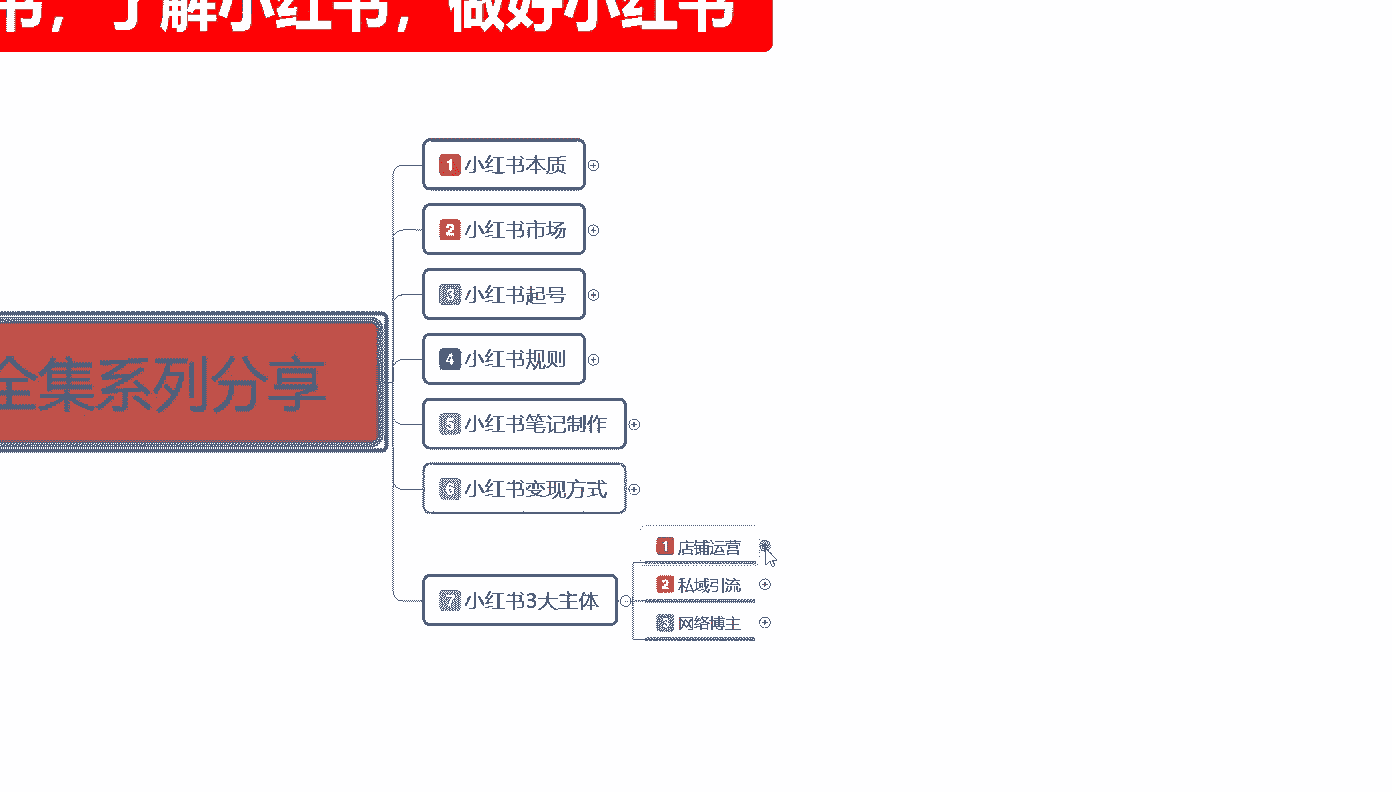 书，了解小红书，做好小红书
1 小红书本质
2 小红书市场
3 小红书起号
全集系列分享
4 小红书规则
5 小红书笔记制作
6 小红书变现方式
7 小红书3大主体
1 店铺运营
2 私域引流
3 网络博主